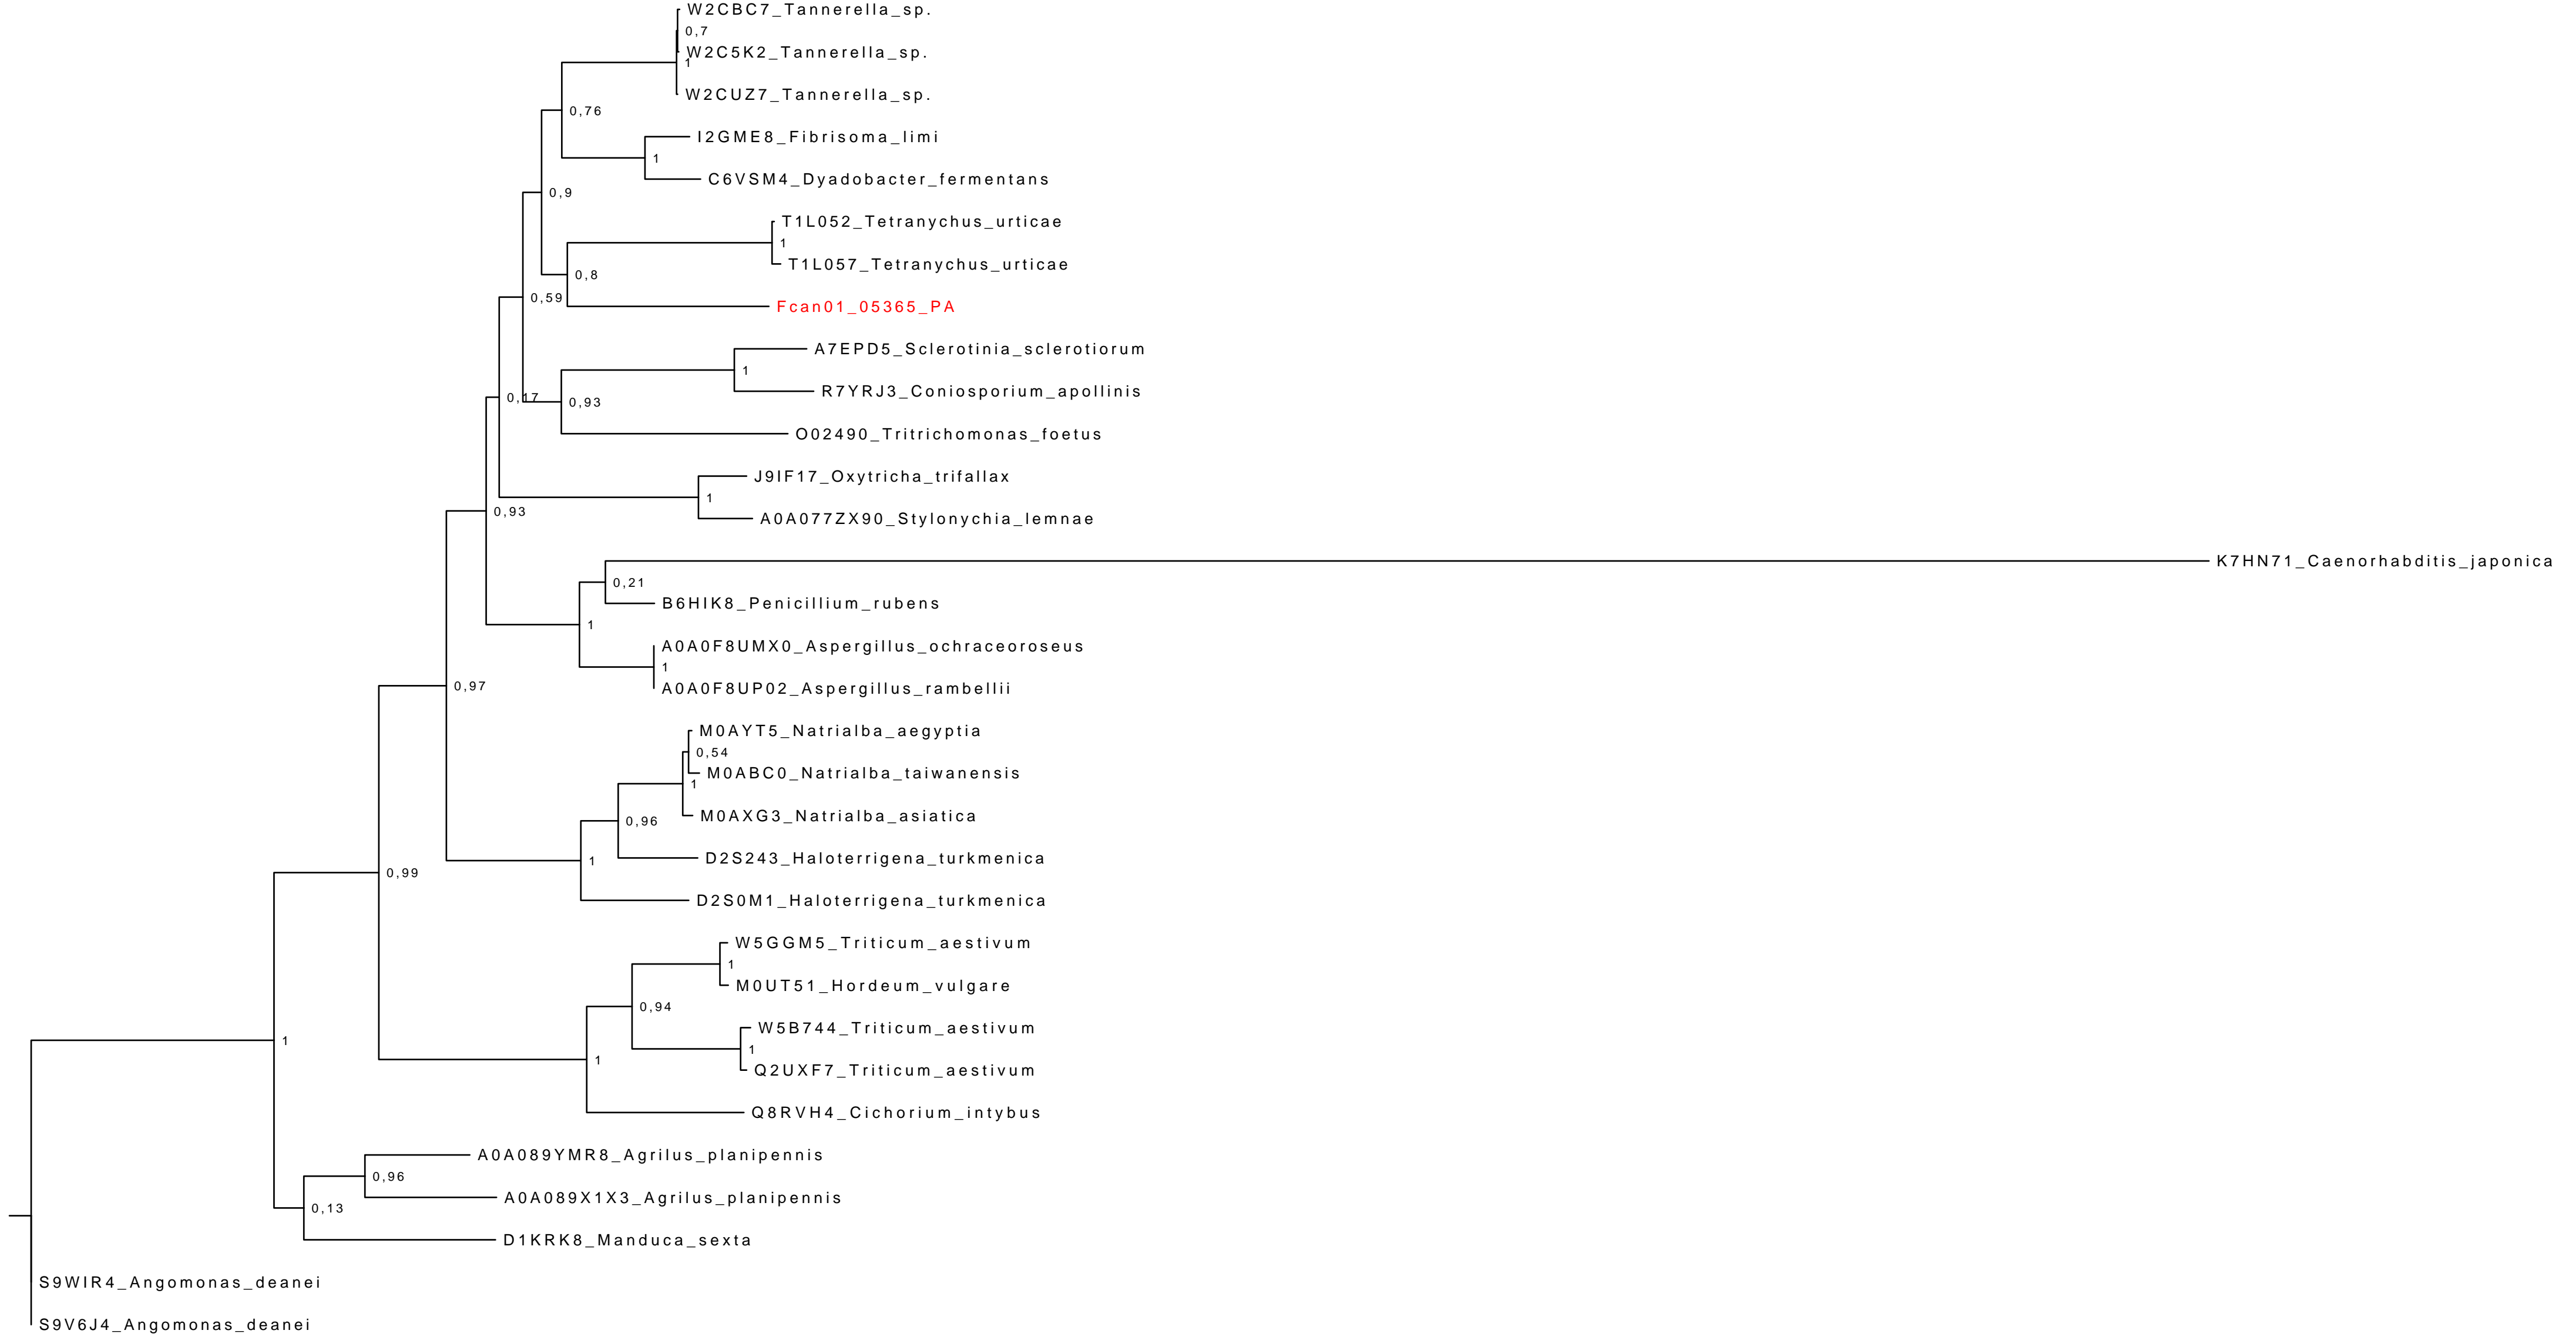 W2CBC7_Tannerella_sp.
0,7
W2C5K2_Tannerella_sp.
1
W2CUZ7_Tannerella_sp.
0,76
I2GME8_Fibrisoma_limi
1
C6VSM4_Dyadobacter_fermentans
0,9
T1L052_Tetranychus_urticae
1
T1L057_Tetranychus_urticae
0,8
0,59
Fcan01_05365_PA
A7EPD5_Sclerotinia_sclerotiorum
1
R7YRJ3_Coniosporium_apollinis
0,17
0,93
O02490_Tritrichomonas_foetus
J9IF17_Oxytricha_trifallax
1
0,93
A0A077ZX90_Stylonychia_lemnae
K7HN71_Caenorhabditis_japonica
0,21
B6HIK8_Penicillium_rubens
1
A0A0F8UMX0_Aspergillus_ochraceoroseus
1
0,97
A0A0F8UP02_Aspergillus_rambellii
M0AYT5_Natrialba_aegyptia
0,54
M0ABC0_Natrialba_taiwanensis
1
M0AXG3_Natrialba_asiatica
0,96
D2S243_Haloterrigena_turkmenica
1
0,99
D2S0M1_Haloterrigena_turkmenica
W5GGM5_Triticum_aestivum
1
M0UT51_Hordeum_vulgare
0,94
W5B744_Triticum_aestivum
1
1
1
Q2UXF7_Triticum_aestivum
Q8RVH4_Cichorium_intybus
A0A089YMR8_Agrilus_planipennis
0,96
A0A089X1X3_Agrilus_planipennis
0,13
D1KRK8_Manduca_sexta
S9WIR4_Angomonas_deanei
S9V6J4_Angomonas_deanei